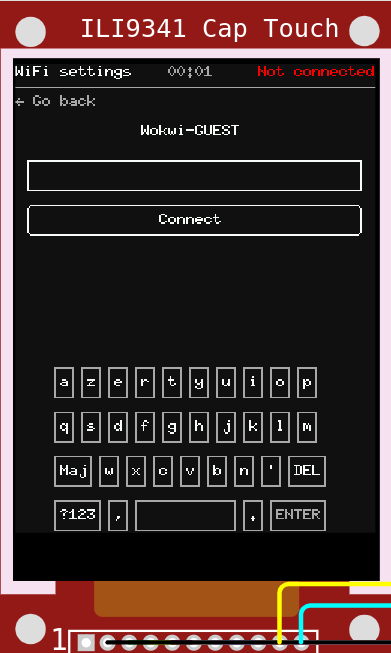 ILI9341 Cap Touch
WiFi settings 00:01 Not connected
← Go back
Wokwi-GUEST
Connect
a z e r t y u i o p
q s d f g h j k l m
Maj w x c v b n ' DEL
?123 , . ENTER
1